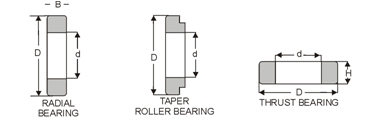 B
D
d
RADIAL
BEARING
D
d
TAPER
ROLLER BEARING
d
H
D
THRUST BEARING